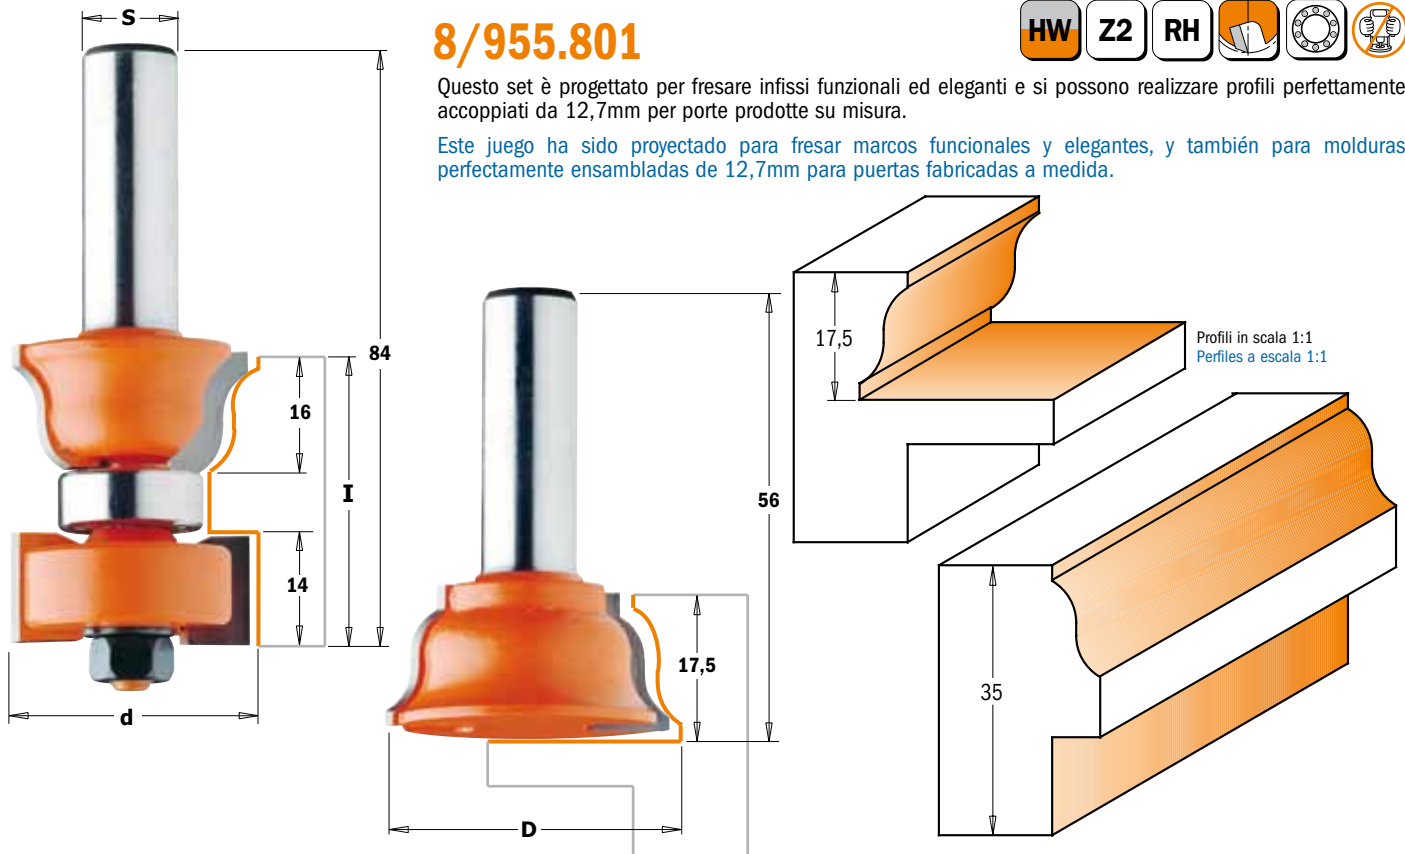 S
8/955.801
HW Z2 RH
Questo set è progettato per fresare infissi funzionali ed eleganti e si possono realizzare profili perfettamente
accoppiati da 12,7mm per porte prodotte su misura.
Este juego ha sido proyectado para fresar marcos funcionales y elegantes, y también para molduras
perfectamente ensambladas de 12,7mm para puertas fabricadas a medida.
84
16
I
14
d
56
17,5
D
17,5
Profili in scala 1:1
Perfiles a escala 1:1
35